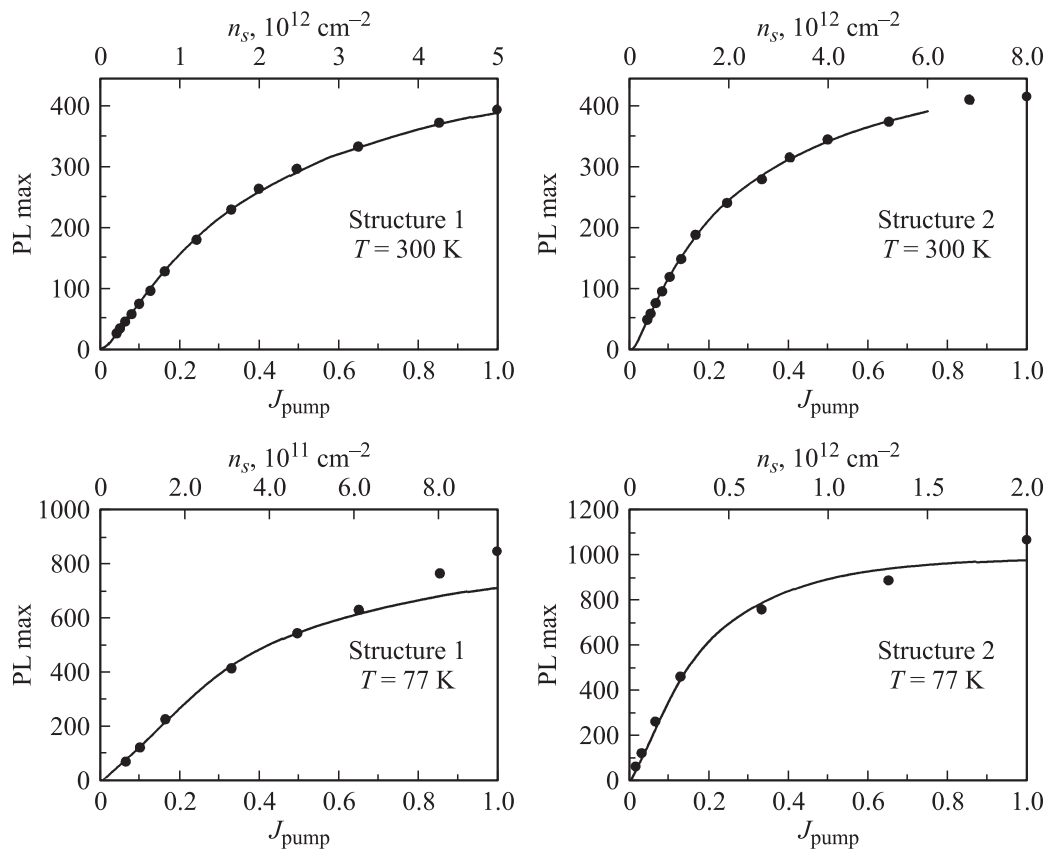 n_s, 10^12 cm^–2
0 1 2 3 4 5
PL max
400
300
200
100
0
Structure 1
T = 300 K
0 0.2 0.4 0.6 0.8 1.0
J_pump
n_s, 10^12 cm^–2
0 2.0 4.0 6.0 8.0
PL max
400
300
200
100
0
Structure 2
T = 300 K
0 0.2 0.4 0.6 0.8 1.0
J_pump
n_s, 10^11 cm^–2
0 2.0 4.0 6.0 8.0
PL max
1000
800
600
400
200
0
Structure 1
T = 77 K
0 0.2 0.4 0.6 0.8 1.0
J_pump
n_s, 10^12 cm^–2
0 0.5 1.0 1.5 2.0
PL max
1200
1000
800
600
400
200
0
Structure 2
T = 77 K
0 0.2 0.4 0.6 0.8 1.0
J_pump